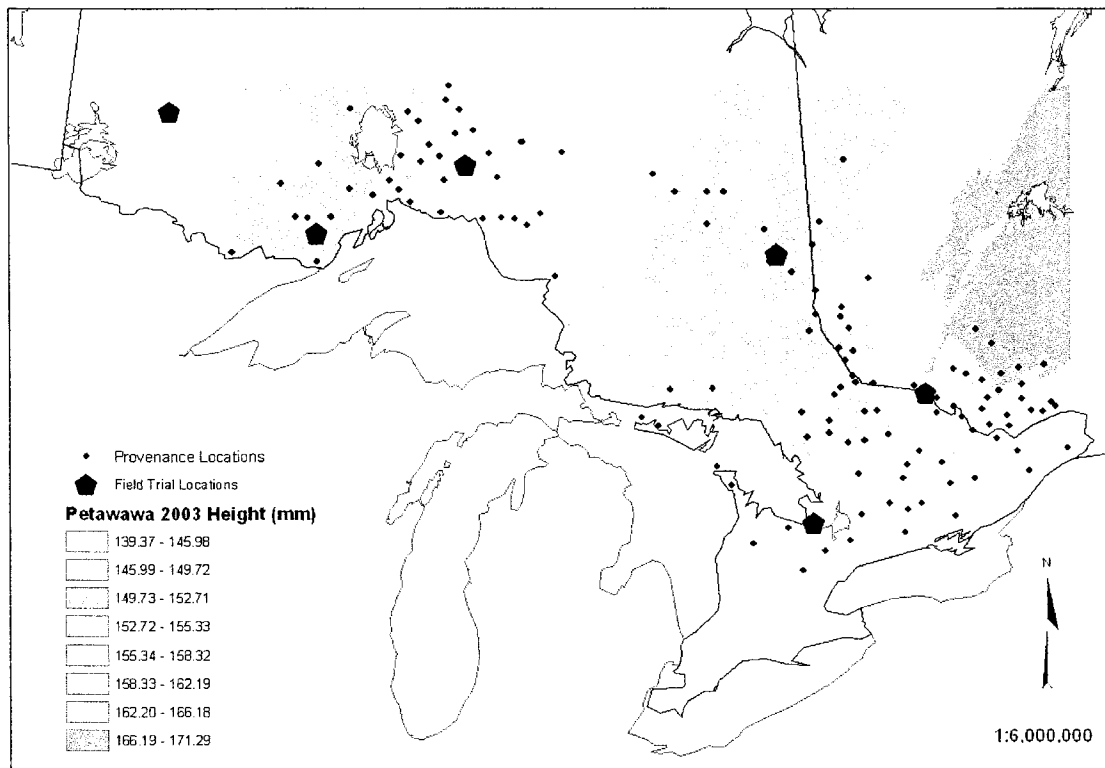 Provenance Locations
Field Trial Locations
Petawawa 2003 Height (mm)
139.37 - 145.98
145.99 - 149.72
149.73 - 152.71
152.72 - 155.33
155.34 - 158.32
158.33 - 162.19
162.20 - 166.18
166.19 - 171.29
N
1:6,000,000